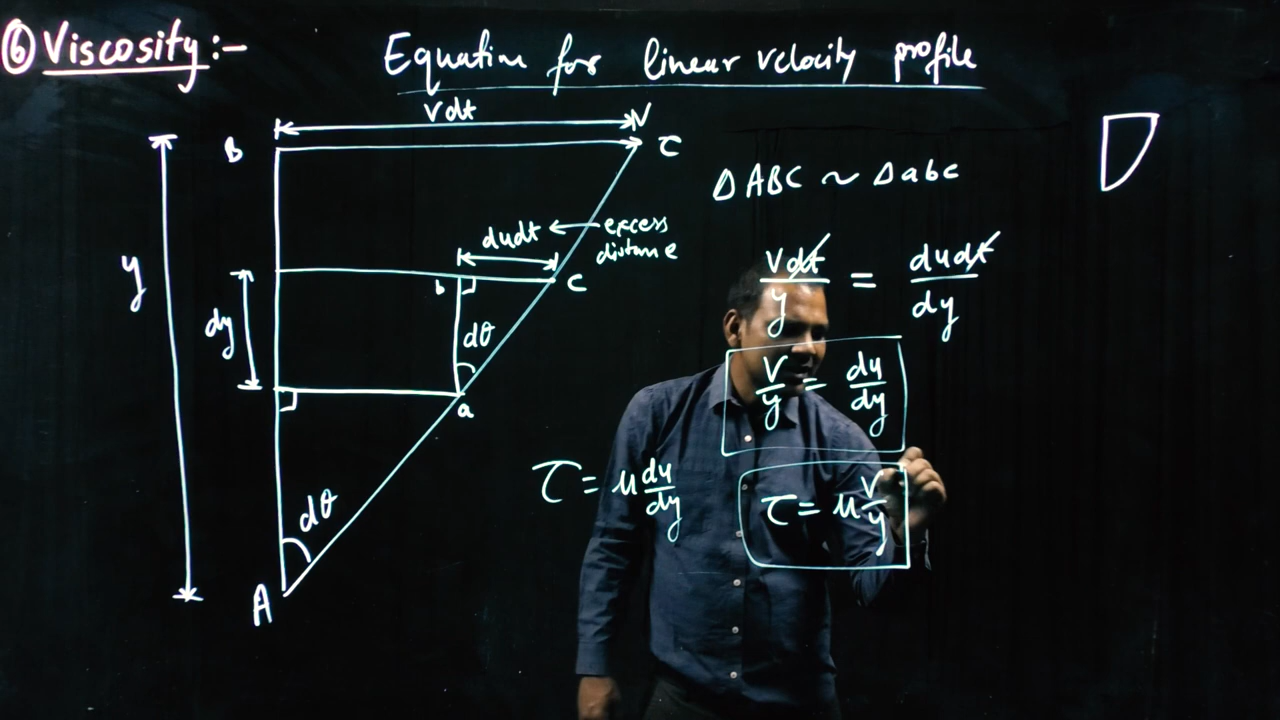 ⑥ Viscosity:-
Equation for linear velocity profile
Vdt
V
B
C
ΔABC ~ Δabc
dudt ← excess
distance
Vdt/y = dudt/dy
y
dy
b
c
dθ
a
V/y = du/dy
τ = μ du/dy
τ = μ V/y
dθ
A